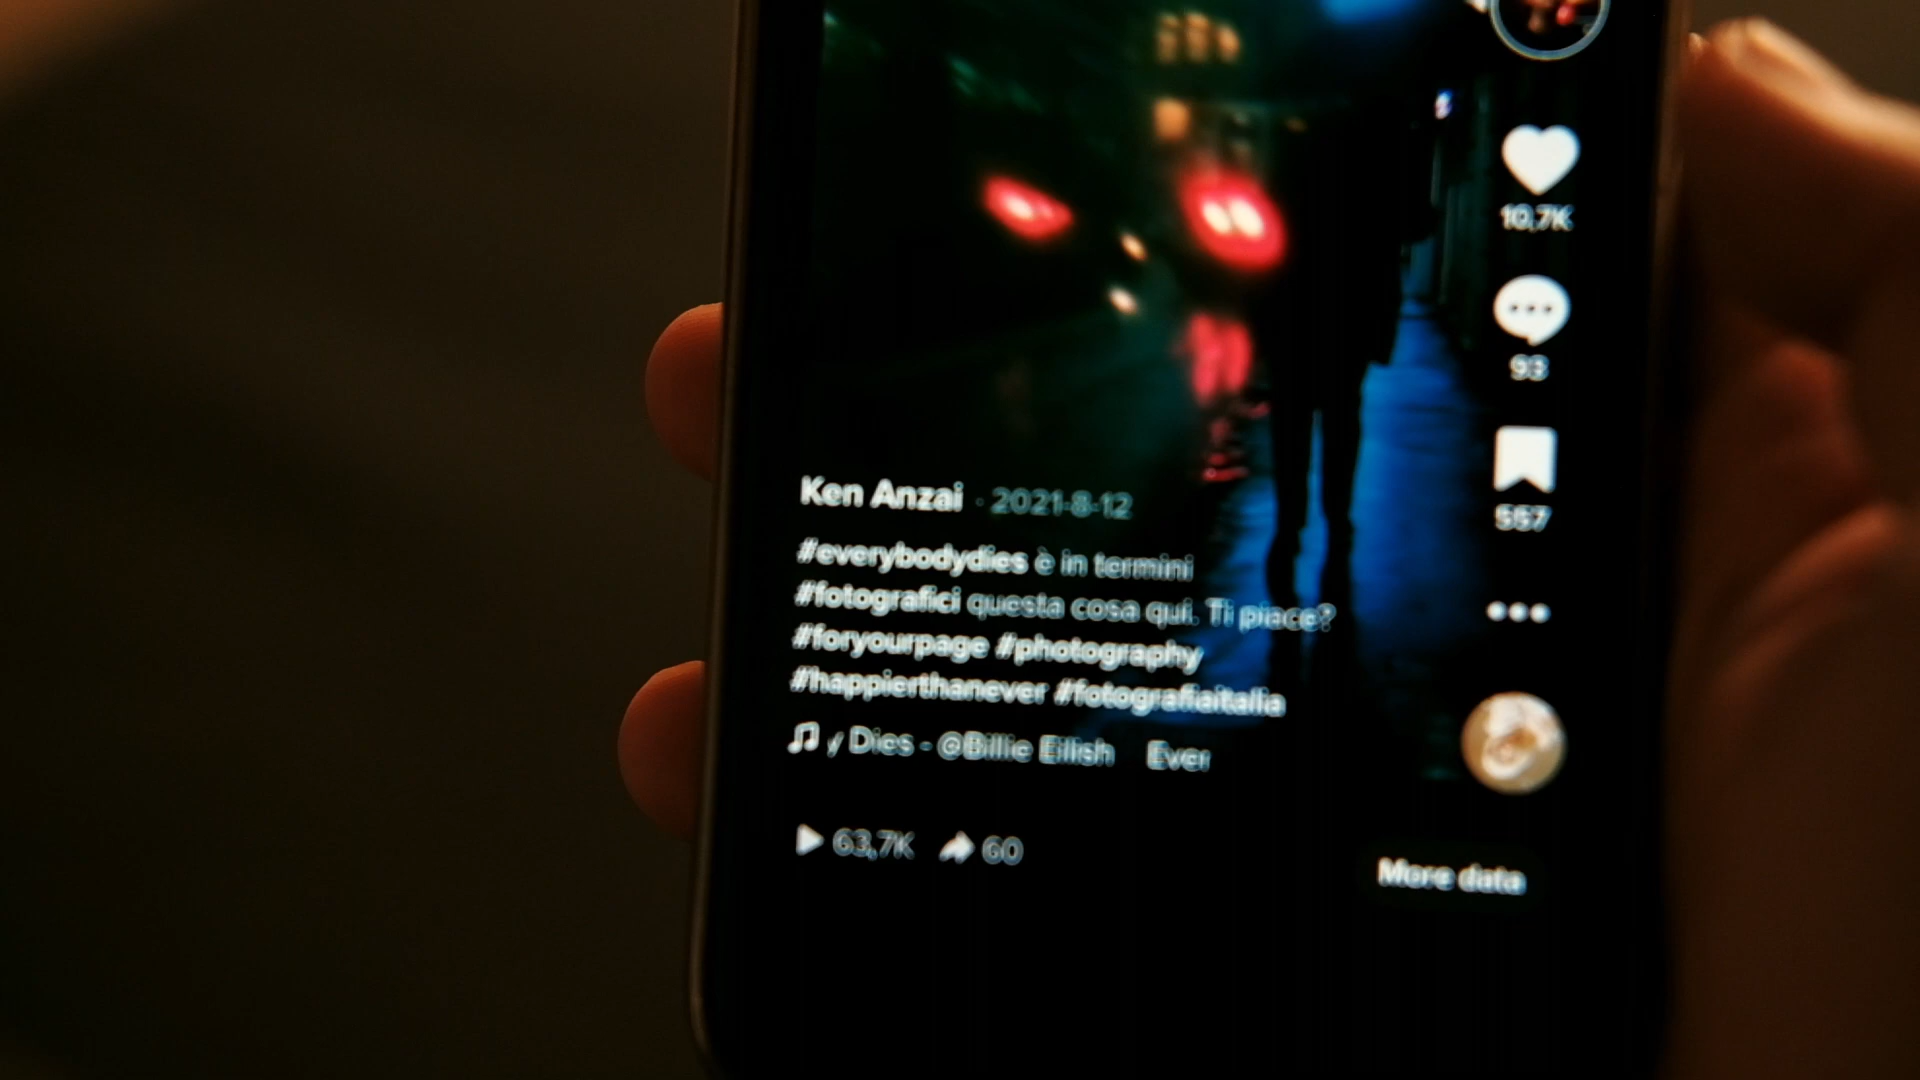 10,7K
93
557
Ken Anzai · 2021-8-12
#everybodydies è in termini
#fotografici questa cosa qui. Ti piace?
#foryourpage #photography
#happierthanever #fotografiaitalia
y Dies - @Billie Eilish Ever
63,7K 60
More data